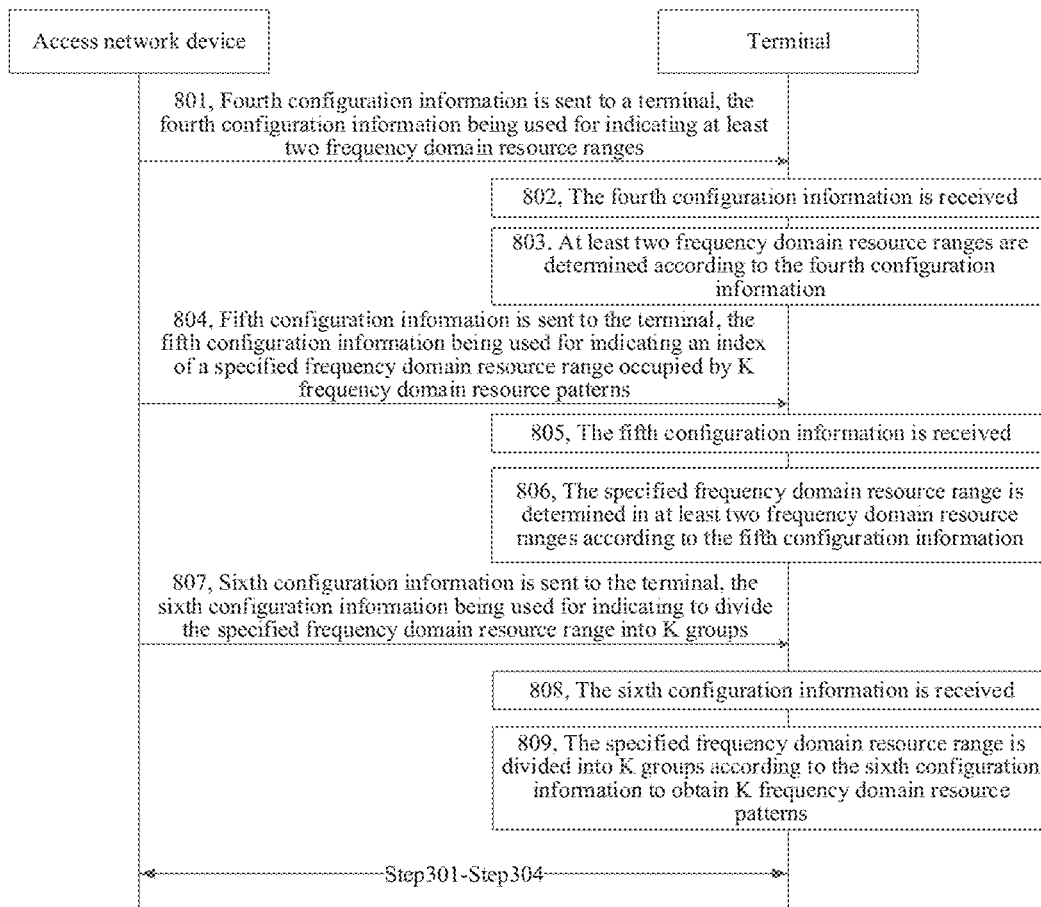 Access network device
Terminal
801, Fourth configuration information is sent to a terminal, the
fourth configuration information being used for indicating at least
two frequency domain resource ranges
802, The fourth configuration information is received
803, At least two frequency domain resource ranges are
determined according to the fourth configuration
information
804, Fifth configuration information is sent to the terminal, the
fifth configuration information being used for indicating an index
of a specified frequency domain resource range occupied by K
frequency domain resource patterns
805, The fifth configuration information is received
806, The specified frequency domain resource range is
determined in at least two frequency domain resource
ranges according to the fifth configuration information
807, Sixth configuration information is sent to the terminal, the
sixth configuration information being used for indicating to divide
the specified frequency domain resource range into K groups
808, The sixth configuration information is received
809, The specified frequency domain resource range is
divided into K groups according to the sixth configuration
information to obtain K frequency domain resource
patterns
Step301-Step304